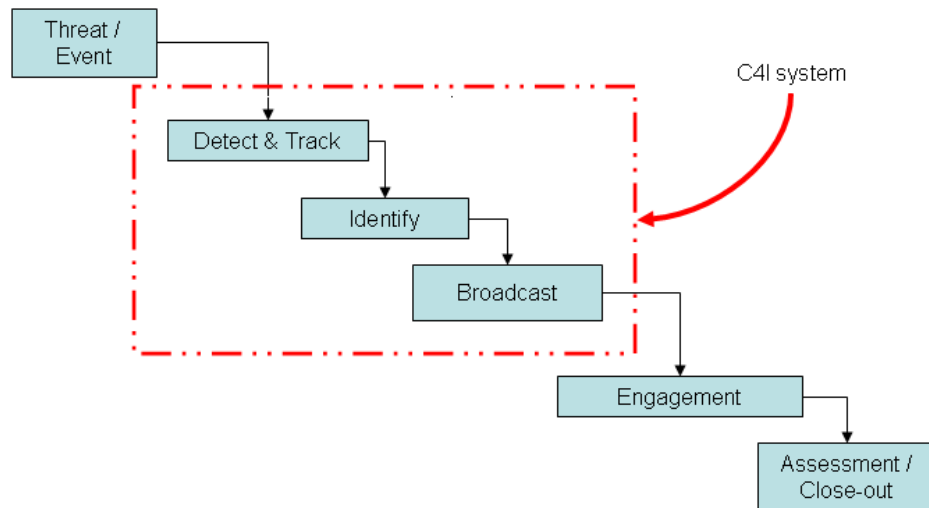 Threat /
Event
C4I system
Detect & Track
Identify
Broadcast
Engagement
Assessment /
Close-out